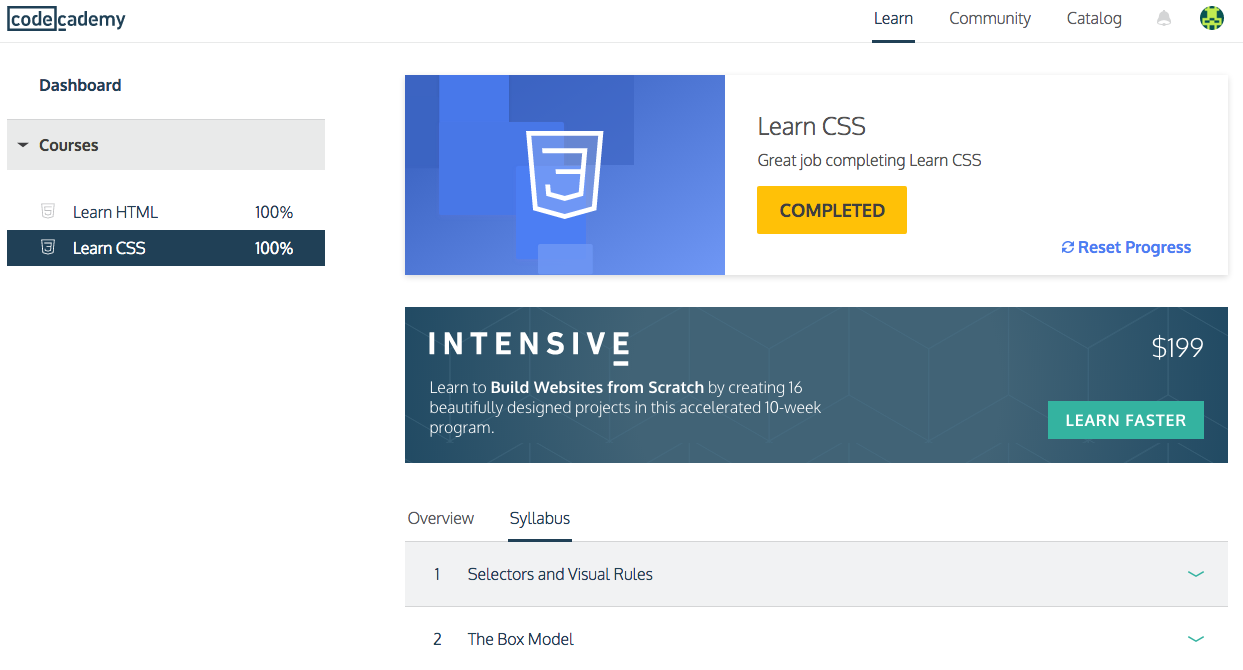 codecademy
Learn Community Catalog
Dashboard
Courses
Learn HTML 100%
Learn CSS 100%
Learn CSS
Great job completing Learn CSS
COMPLETED
Reset Progress
INTENSIVE
$199
Learn to Build Websites from Scratch by creating 16
beautifully designed projects in this accelerated 10-week
program.
LEARN FASTER
Overview Syllabus
1 Selectors and Visual Rules
2 The Box Model